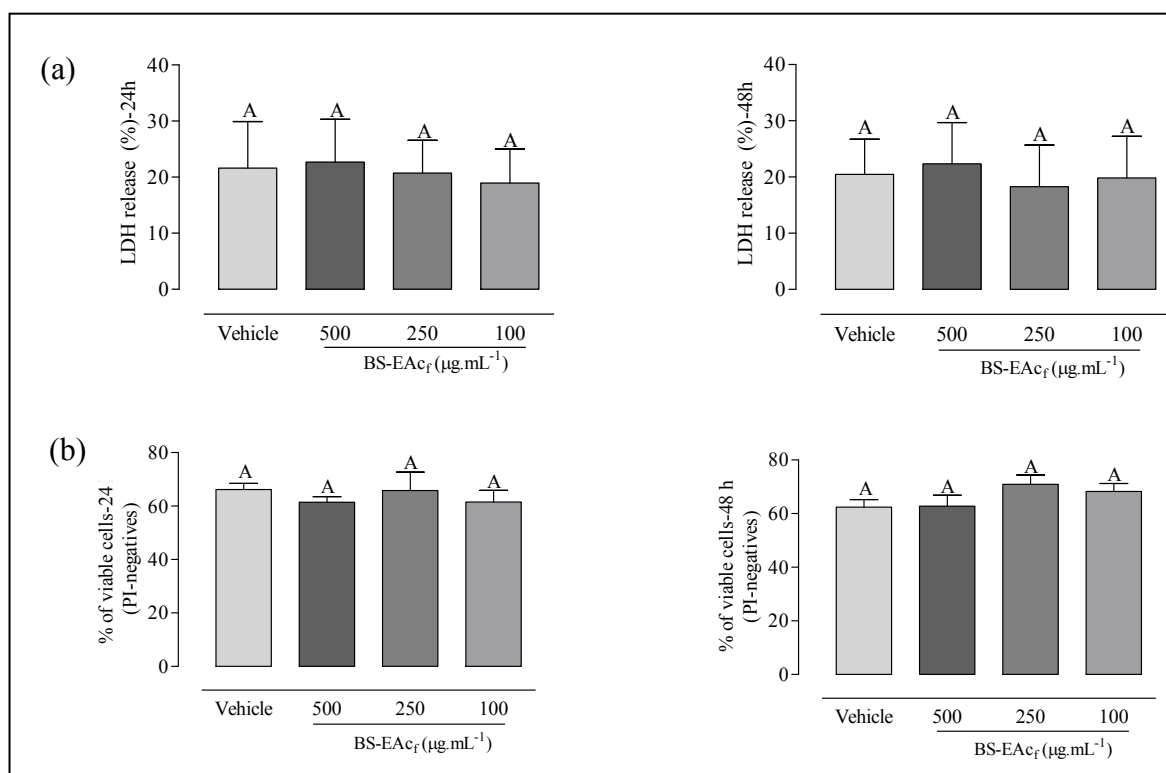 (a)
LDH release (%)-24h
40
30
20
10
0
A A A A
Vehicle 500 250 100
BS-EAcf (μg.mL-1)
LDH release (%)-48h
40
30
20
10
0
A A A A
Vehicle 500 250 100
BS-EAcf (μg.mL-1)
(b)
% of viable cells-24
(PI-negatives)
80
60
40
20
0
A A A A
Vehicle 500 250 100
BS-EAcf (μg.mL-1)
% of viable cells-48 h
(PI-negatives)
80
60
40
20
0
A A A A
Vehicle 500 250 100
BS-EAcf (μg.mL-1)